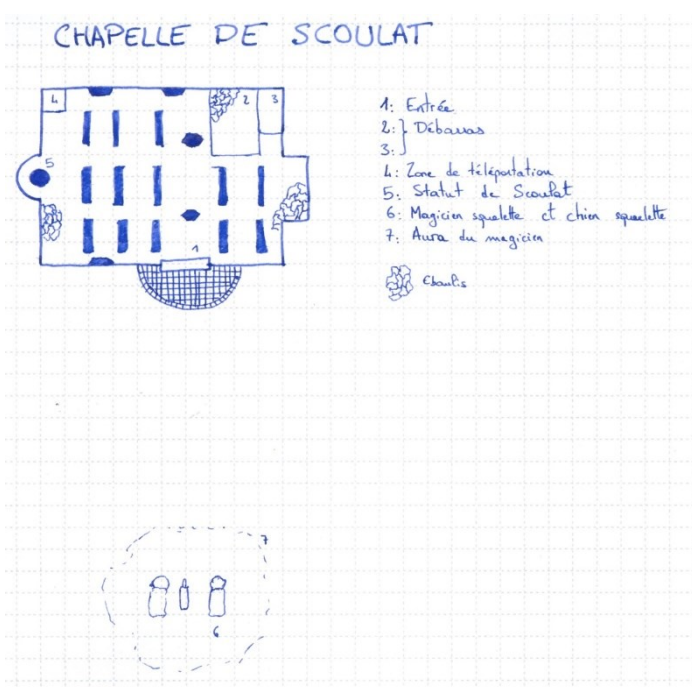 CHAPELLE DE SCOULAT
4
2
3
5
1
1: Entrée
2: } Débarras
3:
4: Zone de téléportation
5: Statut de Scoulat
6: Magicien squelette et chien squelette
7: Aura du magicien
Eboulis
7
6